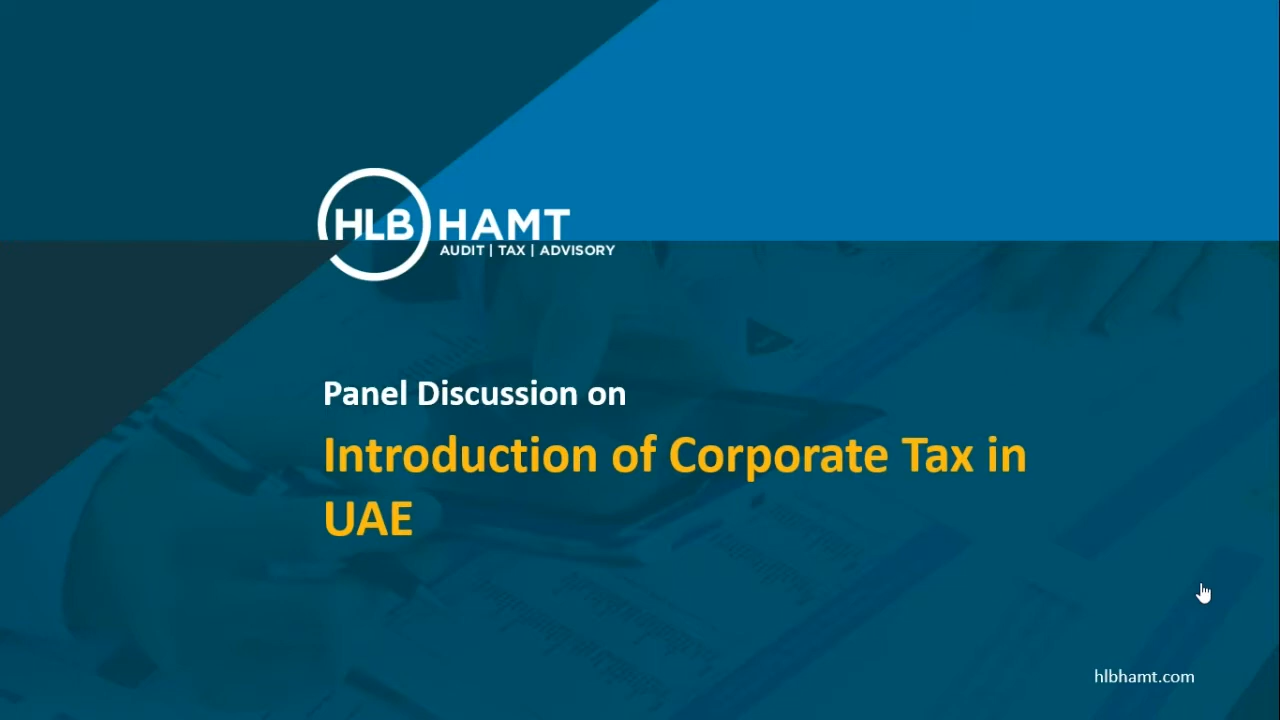 HLB HAMT
AUDIT | TAX | ADVISORY
Panel Discussion on
Introduction of Corporate Tax in
UAE
hlbhamt.com